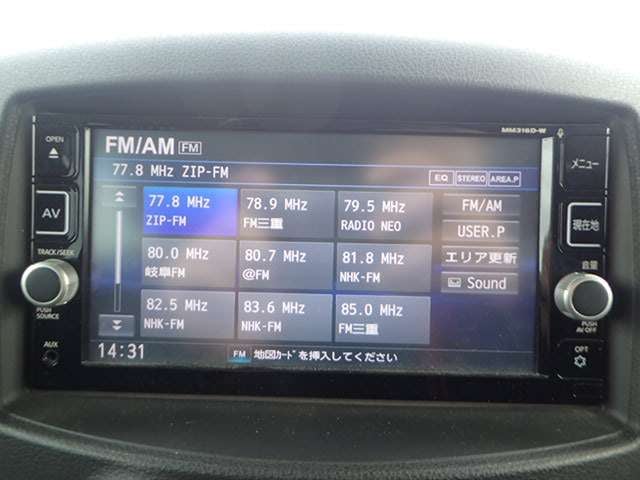 MM316D-W
OPEN
AV
TRACK/SEEK
PUSH
SOURCE
AUX
FM/AM FM
77.8 MHz ZIP-FM
EQ STEREO AREA.P
77.8 MHz
ZIP-FM
78.9 MHz
FM三重
79.5 MHz
RADIO NEO
80.0 MHz
岐阜FM
80.7 MHz
@FM
81.8 MHz
NHK-FM
82.5 MHz
NHK-FM
83.6 MHz
NHK-FM
85.0 MHz
FM三重
FM/AM
USER.P
エリア更新
Sound
14:31
FM 地図ｶｰﾄﾞを挿入してください
メニュー
現在地
音量
PUSH
AV OFF
OPT